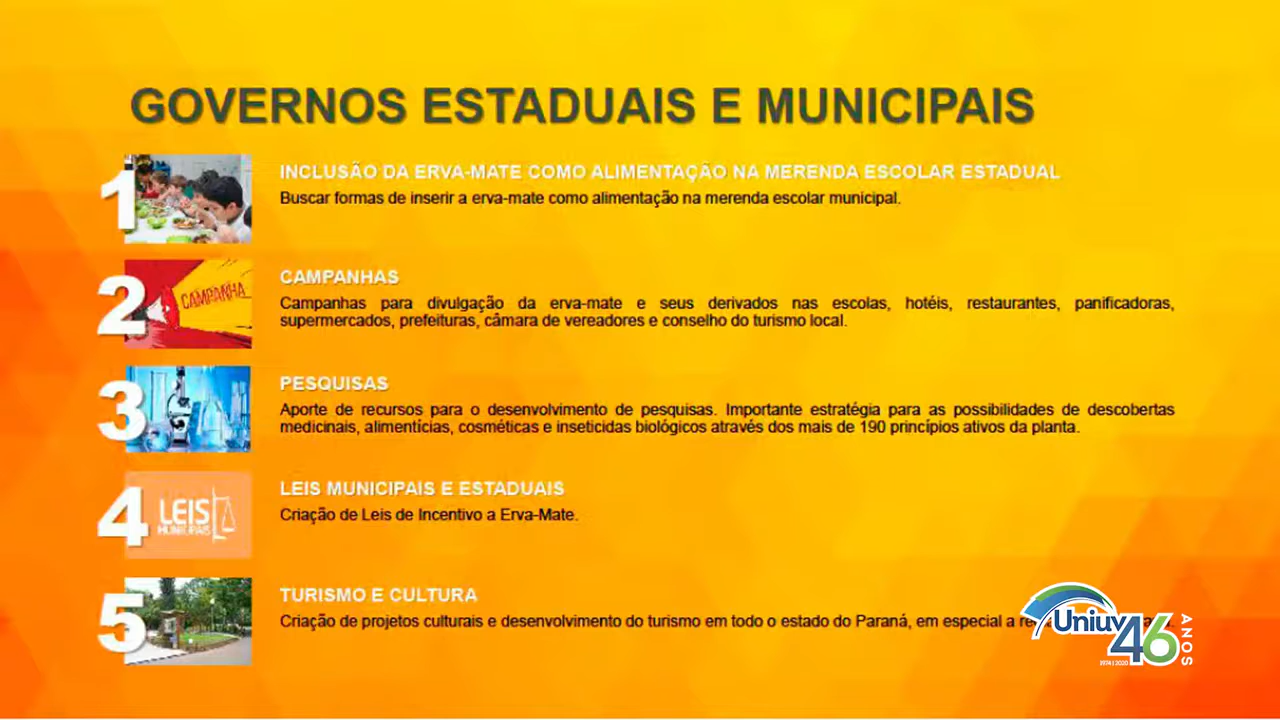 GOVERNOS ESTADUAIS E MUNICIPAIS
1
INCLUSÃO DA ERVA-MATE COMO ALIMENTAÇÃO NA MERENDA ESCOLAR ESTADUAL
Buscar formas de inserir a erva-mate como alimentação na merenda escolar municipal.
2
CAMPANHA
CAMPANHAS
Campanhas para divulgação da erva-mate e seus derivados nas escolas, hotéis, restaurantes, panificadoras,
supermercados, prefeituras, câmara de vereadores e conselho do turismo local.
3
PESQUISAS
Aporte de recursos para o desenvolvimento de pesquisas. Importante estratégia para as possibilidades de descobertas
medicinais, alimentícias, cosméticas e inseticidas biológicos através dos mais de 190 princípios ativos da planta.
4
LEIS
MUNICIPAIS
LEIS MUNICIPAIS E ESTADUAIS
Criação de Leis de Incentivo a Erva-Mate.
5
TURISMO E CULTURA
Criação de projetos culturais e desenvolvimento do turismo em todo o estado do Paraná, em especial a
Uniuv 46 ANOS
1974 | 2020